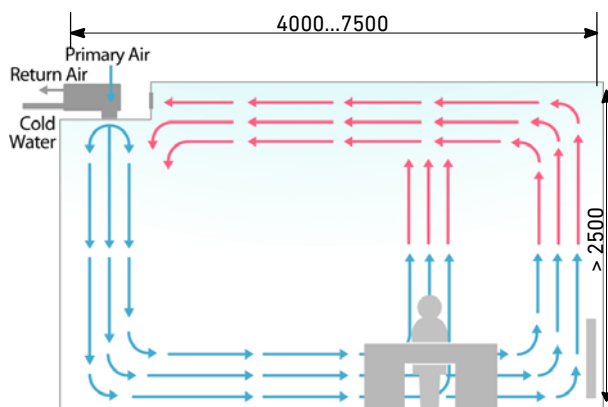 4000...7500
Primary Air
Return Air
Cold
Water
> 2500